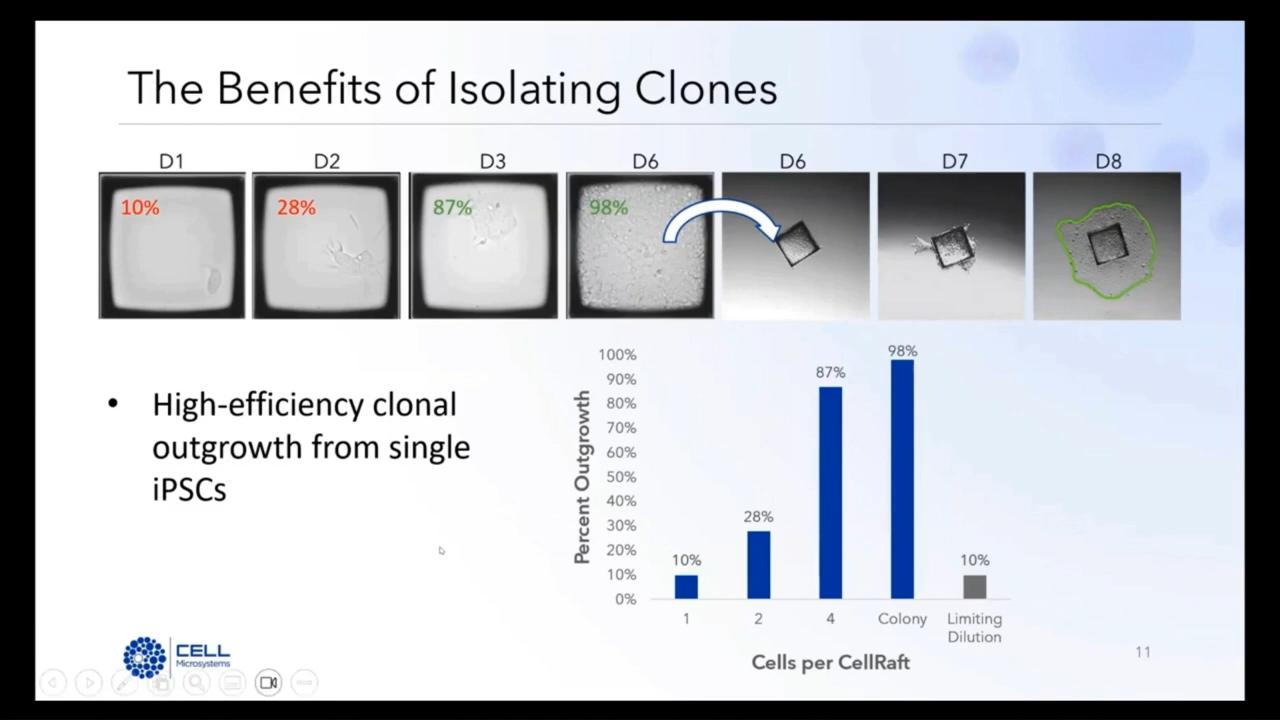 The Benefits of Isolating Clones
D1 D2 D3 D6 D6 D7 D8
10% 28% 87% 98%
• High-efficiency clonal
outgrowth from single
iPSCs
Percent Outgrowth
100%
90%
80%
70%
60%
50%
40%
30%
20%
10%
0%
10%
28%
87%
98%
10%
1 2 4 Colony Limiting
Dilution
Cells per CellRaft
CELL
Microsystems
11